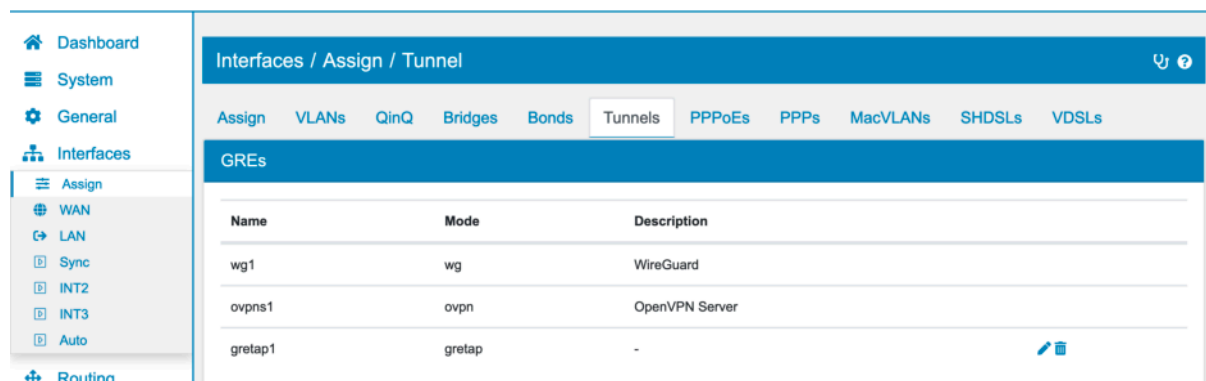 Dashboard
System
General
Interfaces
Assign
WAN
LAN
Sync
INT2
INT3
Auto
Routing
Interfaces / Assign / Tunnel
Assign VLANs QinQ Bridges Bonds Tunnels PPPoEs PPPs MacVLANs SHDSLs VDSLs
GREs
Name Mode Description
wg1 wg WireGuard
ovpns1 ovpn OpenVPN Server
gretap1 gretap -